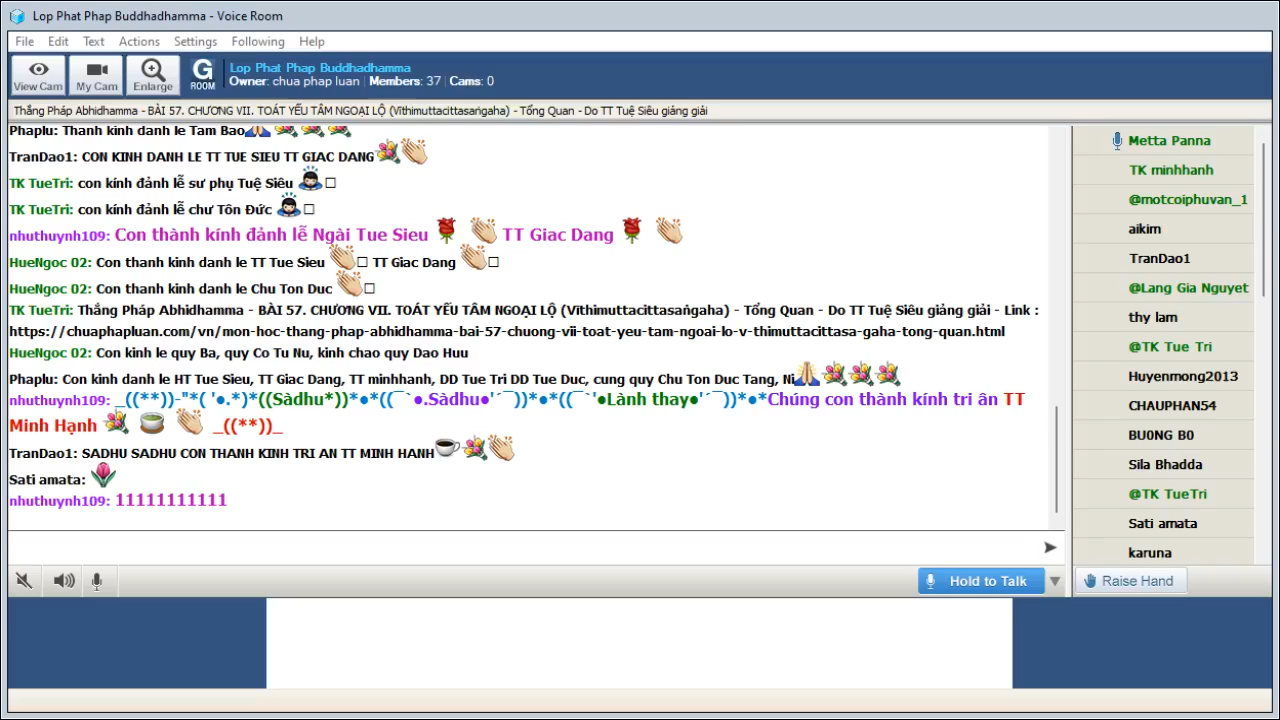 Lop Phat Phap Buddhadhamma - Voice Room
File Edit Text Actions Settings Following Help
View Cam My Cam Enlarge G ROOM
Lop Phat Phap Buddhadhamma
Owner: chua phap luan Members: 37 Cams: 0
Thắng Pháp Abhidhamma - BÀI 57. CHƯƠNG VII. TOÁT YẾU TÂM NGOẠI LỘ (Vīthimuttacittasaṅgaha) - Tổng Quan - Do TT Tuệ Siêu giảng giải
Phaplu: Thanh kinh danh le Tam Bao
TranDao1: CON KINH DANH LE TT TUE SIEU TT GIAC DANG
TK TueTri: con kính đảnh lễ sư phụ Tuệ Siêu
TK TueTri: con kính đảnh lễ chư Tôn Đức
nhuthuynh109: Con thành kính đảnh lễ Ngài Tue Sieu TT Giac Dang
HueNgoc 02: Con thanh kinh danh le TT Tue Sieu TT Giac Dang
HueNgoc 02: Con thanh kinh danh le Chu Ton Duc
TK TueTri: Thắng Pháp Abhidhamma - BÀI 57. CHƯƠNG VII. TOÁT YẾU TÂM NGOẠI LỘ (Vīthimuttacittasaṅgaha) - Tổng Quan - Do TT Tuệ Siêu giảng giải - Link :
https://chuaphapluan.com/vn/mon-hoc-thang-phap-abhidhamma-bai-57-chuong-vii-toat-yeu-tam-ngoai-lo-v-thimuttacittasa-gaha-tong-quan.html
HueNgoc 02: Con kinh le quy Ba, quy Co Tu Nu, kinh chao quy Dao Huu
Phaplu: Con kinh danh le HT Tue Sieu, TT Giac Dang, TT minhhanh, DD Tue Tri DD Tue Duc, cung quy Chu Ton Duc Tang, Ni
nhuthuynh109: _((**))-"*( '●.*)*((Sàdhu*))*●*((¯`●.Sàdhu●'´¯))*●*((¯`'●Lành thay●'´¯))*●*Chúng con thành kính tri ân TT
Minh Hạnh _((**))_
TranDao1: SADHU SADHU CON THANH KINH TRI AN TT MINH HANH
Sati amata:
nhuthuynh109: 11111111111
Hold to Talk
Metta Panna
TK minhhanh
@motcoiphuvan_1
aikim
TranDao1
@Lang Gia Nguyet
thy lam
@TK Tue Tri
Huyenmong2013
CHAUPHAN54
BU0NG B0
Sila Bhadda
@TK TueTri
Sati amata
karuna
Raise Hand